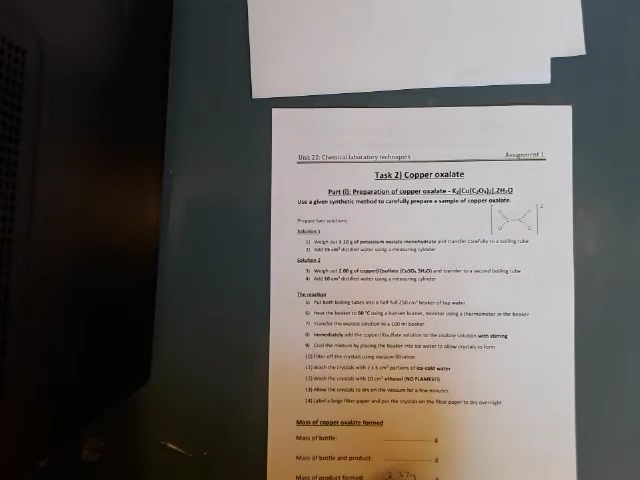 Unit 22: Chemical laboratory techniques Assignment 1
Task 2) Copper oxalate
Part (i): Preparation of copper oxalate - K₂[Cu(C₂O₄)₂].2H₂O
Use a given synthetic method to carefully prepare a sample of copper oxalate.
Prepare two solutions:
Solution 1
1) Weigh out 3.10 g of potassium oxalate monohydrate and transfer carefully to a boiling tube
2) Add 15 cm³ distilled water using a measuring cylinder
Solution 2
3) Weigh out 2.00 g of copper(II)sulfate (CuSO₄.5H₂O) and transfer to a second boiling tube
4) Add 10 cm³ distilled water using a measuring cylinder
The reaction
5) Put both boiling tubes into a half-full 250 cm³ beaker of tap water
6) Heat the beaker to 60 °C using a bunsen burner, monitor using a thermometer in the beaker
7) Transfer the oxalate solution to a 100 ml beaker
8) Immediately add the copper(II)sulfate solution to the oxalate solution with stirring
9) Cool the mixture by placing the beaker into ice water to allow crystals to form
10) Filter off the crystals using vacuum filtration
11) Wash the crystals with 2 x 5 cm³ portions of ice-cold water
12) Wash the crystals with 10 cm³ ethanol (NO FLAMES!!)
13) Allow the crystals to dry on the vacuum for a few minutes
14) Label a large filter paper and put the crystals on the filter paper to dry overnight
Mass of copper oxalate formed
Mass of bottle: g
Mass of bottle and product: g
Mass of product formed g